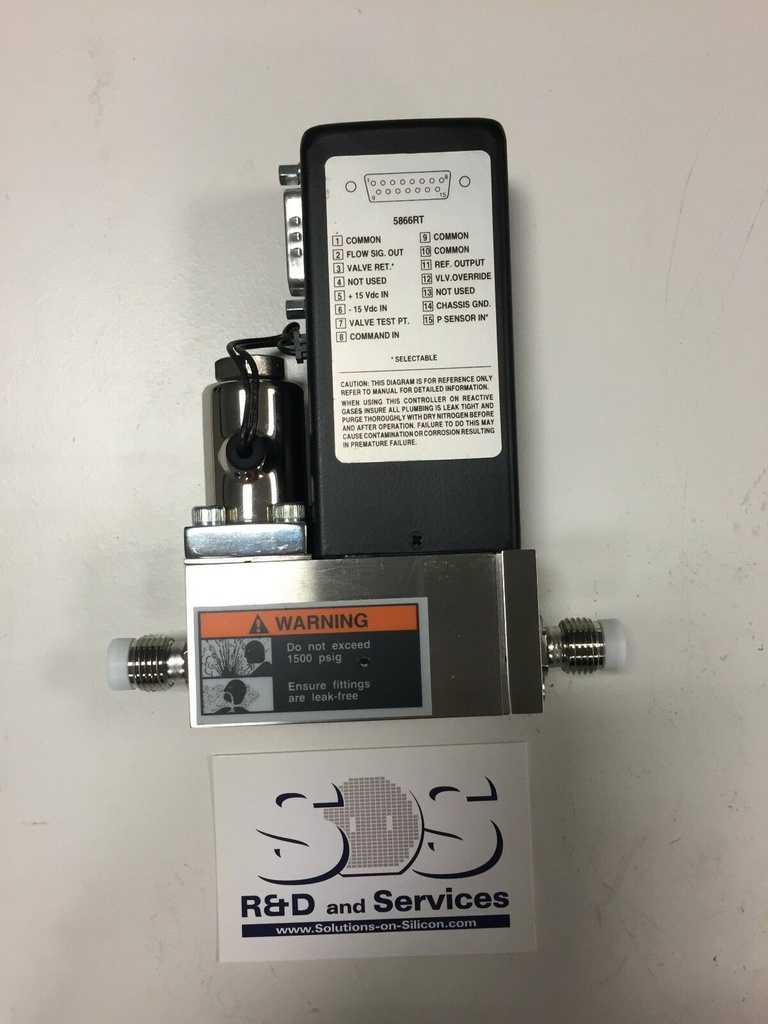 1 8
9 15
5866RT
1 COMMON
2 FLOW SIG. OUT
3 VALVE RET.*
4 NOT USED
5 + 15 Vdc IN
6 - 15 Vdc IN
7 VALVE TEST PT.
8 COMMAND IN
9 COMMON
10 COMMON
11 REF. OUTPUT
12 VLV.OVERRIDE
13 NOT USED
14 CHASSIS GND.
15 P SENSOR IN*
* SELECTABLE
CAUTION: THIS DIAGRAM IS FOR REFERENCE ONLY
REFER TO MANUAL FOR DETAILED INFORMATION.
WHEN USING THIS CONTROLLER ON REACTIVE
GASES INSURE ALL PLUMBING IS LEAK TIGHT AND
PURGE THOROUGHLY WITH DRY NITROGEN BEFORE
AND AFTER OPERATION. FAILURE TO DO THIS MAY
CAUSE CONTAMINATION OR CORROSION RESULTING
IN PREMATURE FAILURE.
WARNING
Do not exceed
1500 psig
Ensure fittings
are leak-free
SOS
R&D and Services
www.Solutions-on-Silicon.com